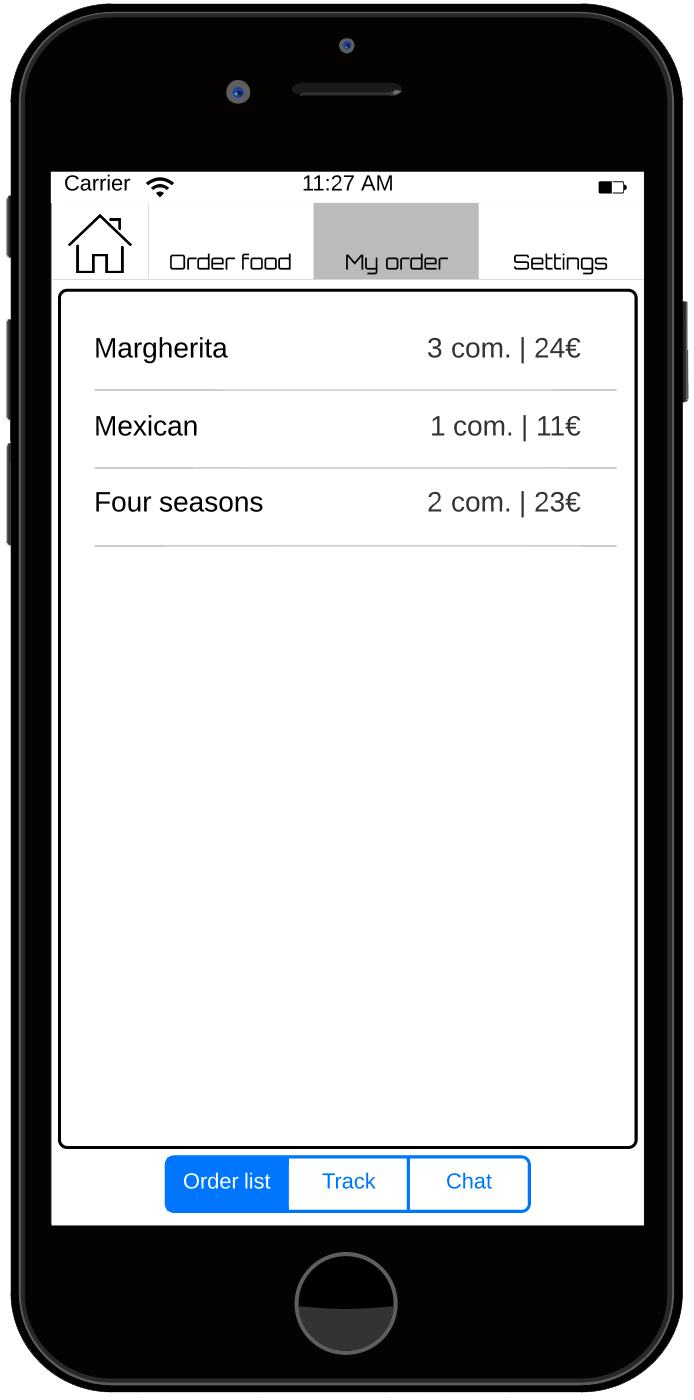 Carrier 11:27 AM
Order food My order Settings
Margherita 3 com. | 24€
Mexican 1 com. | 11€
Four seasons 2 com. | 23€
Order list Track Chat